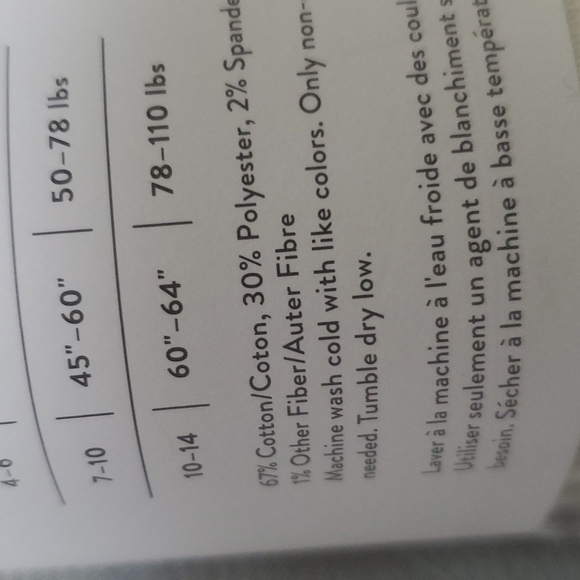 4-6 |
7-10 | 45"-60" | 50-78 lbs
10-14 | 60"-64" | 78-110 lbs
67% Cotton/Coton, 30% Polyester, 2% Spande
1% Other Fiber/Auter Fibre
Machine wash cold with like colors. Only non-
needed. Tumble dry low.
Laver à la machine à l'eau froide avec des coul
Utiliser seulement un agent de blanchiment s
besoin. Sécher à la machine à basse températ